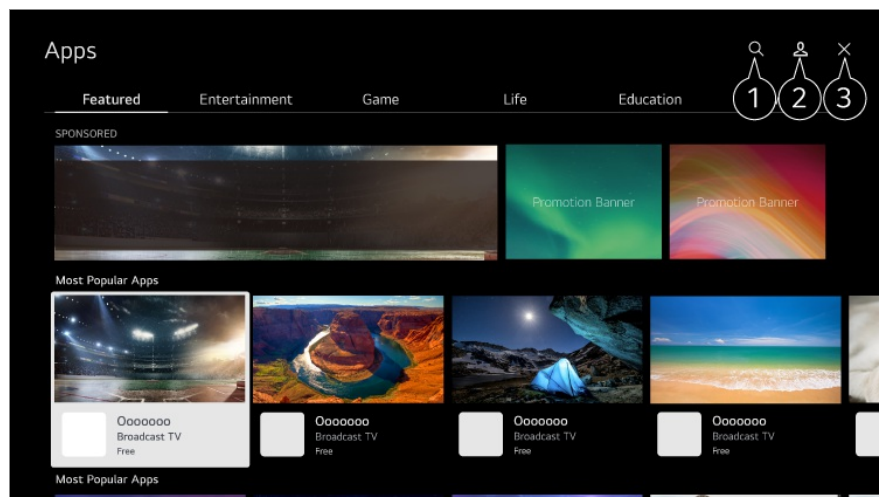 Apps
1 2 3
Featured Entertainment Game Life Education
SPONSORED
Promotion Banner Promotion Banner
Most Popular Apps
Ooooooo Ooooooo Ooooooo Ooooooo
Broadcast TV Broadcast TV Broadcast TV Broadcast TV
Free Free Free Free
Most Popular Apps